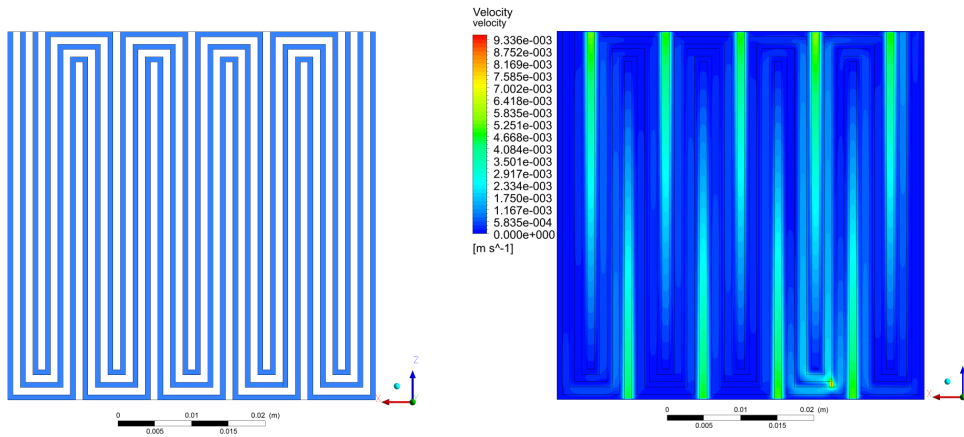 Velocity
velocity
9.336e-003
8.752e-003
8.169e-003
7.585e-003
7.002e-003
6.418e-003
5.835e-003
5.251e-003
4.668e-003
4.084e-003
3.501e-003
2.917e-003
2.334e-003
1.750e-003
1.167e-003
5.835e-004
0.000e+000
[m s^-1]
Z
X
0 0.01 0.02 (m)
0.005 0.015
X
0 0.01 0.02 (m)
0.005 0.015